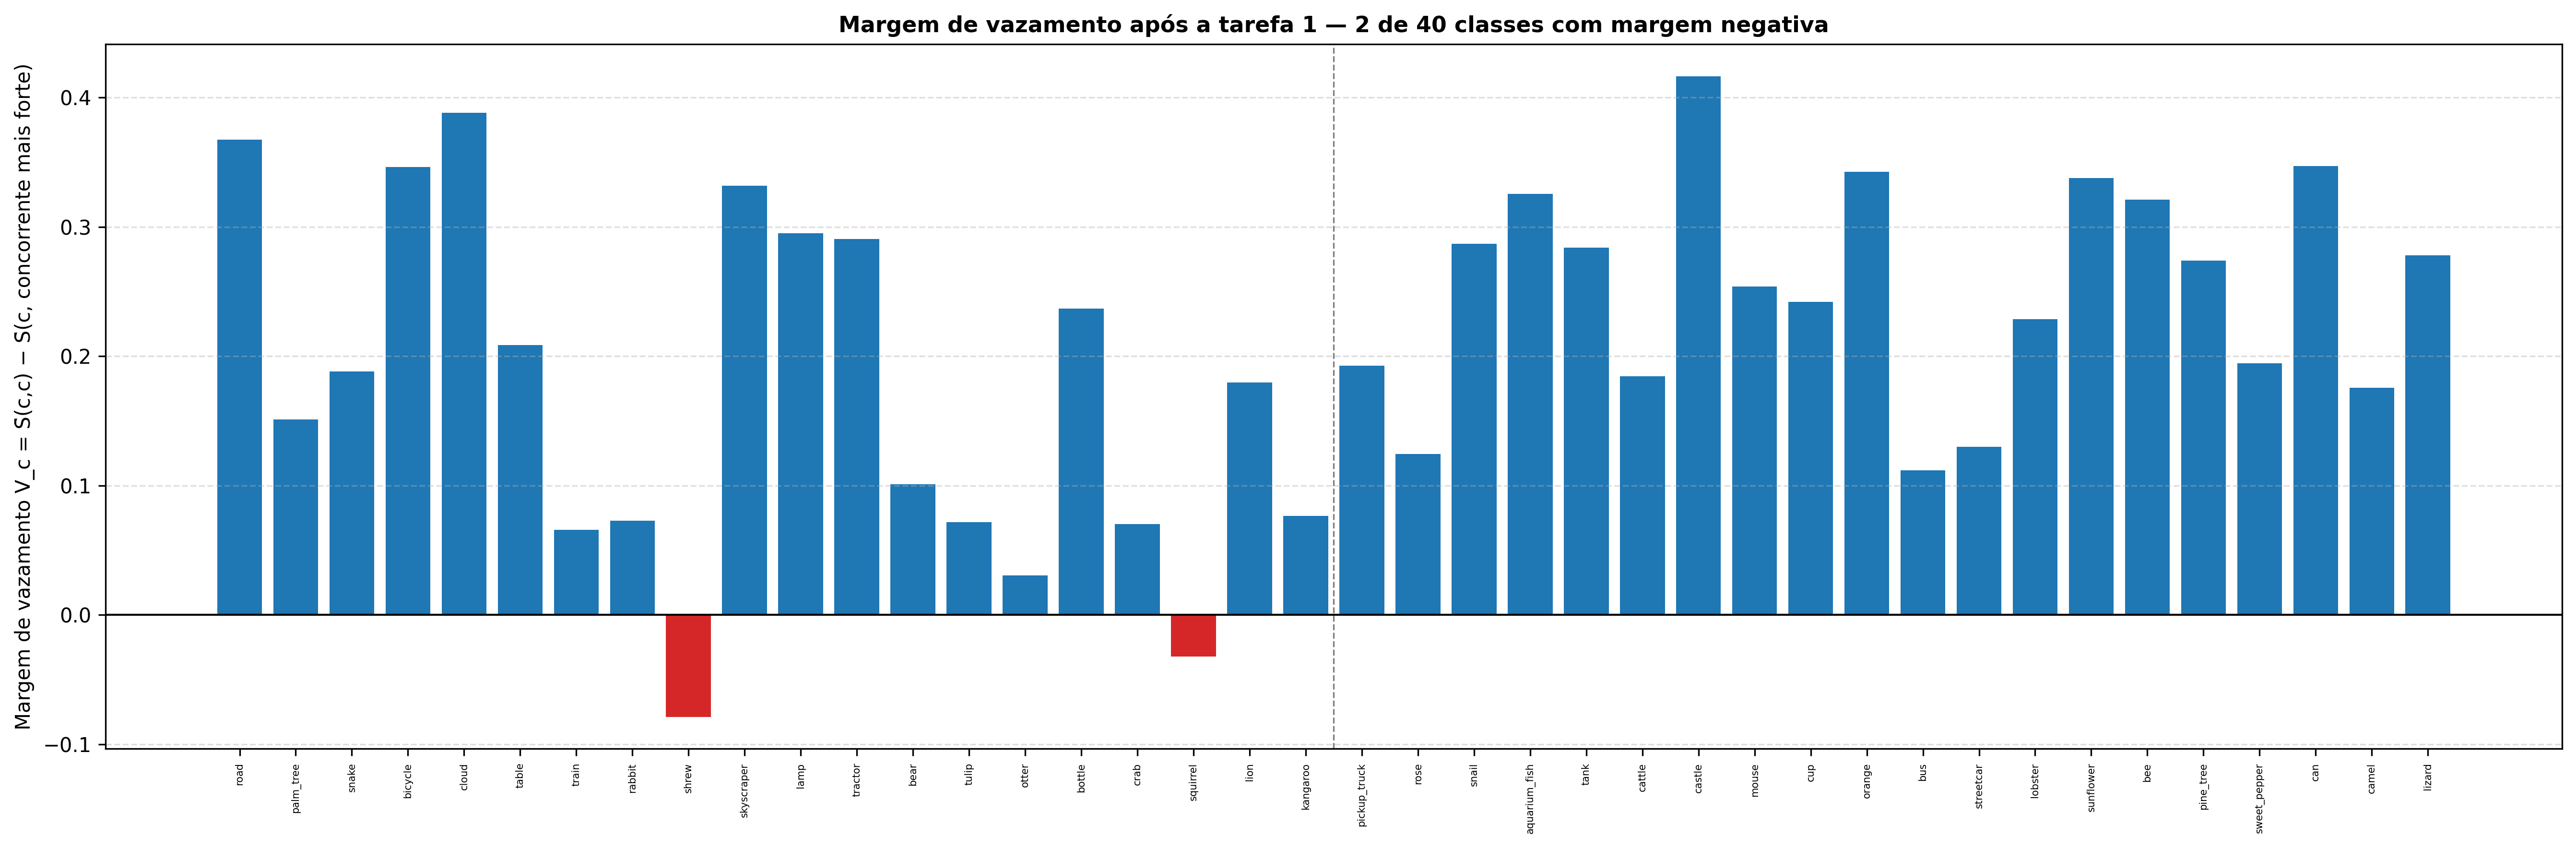 Margem de vazamento após a tarefa 1 — 2 de 40 classes com margem negativa
Margem de vazamento V_c = S(c,c) − S(c, concorrente mais forte)
0.4
0.3
0.2
0.1
0.0
−0.1
road
palm_tree
snake
bicycle
cloud
table
train
rabbit
shrew
skyscraper
lamp
tractor
bear
tulip
otter
bottle
crab
squirrel
lion
kangaroo
pickup_truck
rose
snail
aquarium_fish
tank
cattle
castle
mouse
cup
orange
bus
streetcar
lobster
sunflower
bee
pine_tree
sweet_pepper
can
camel
lizard